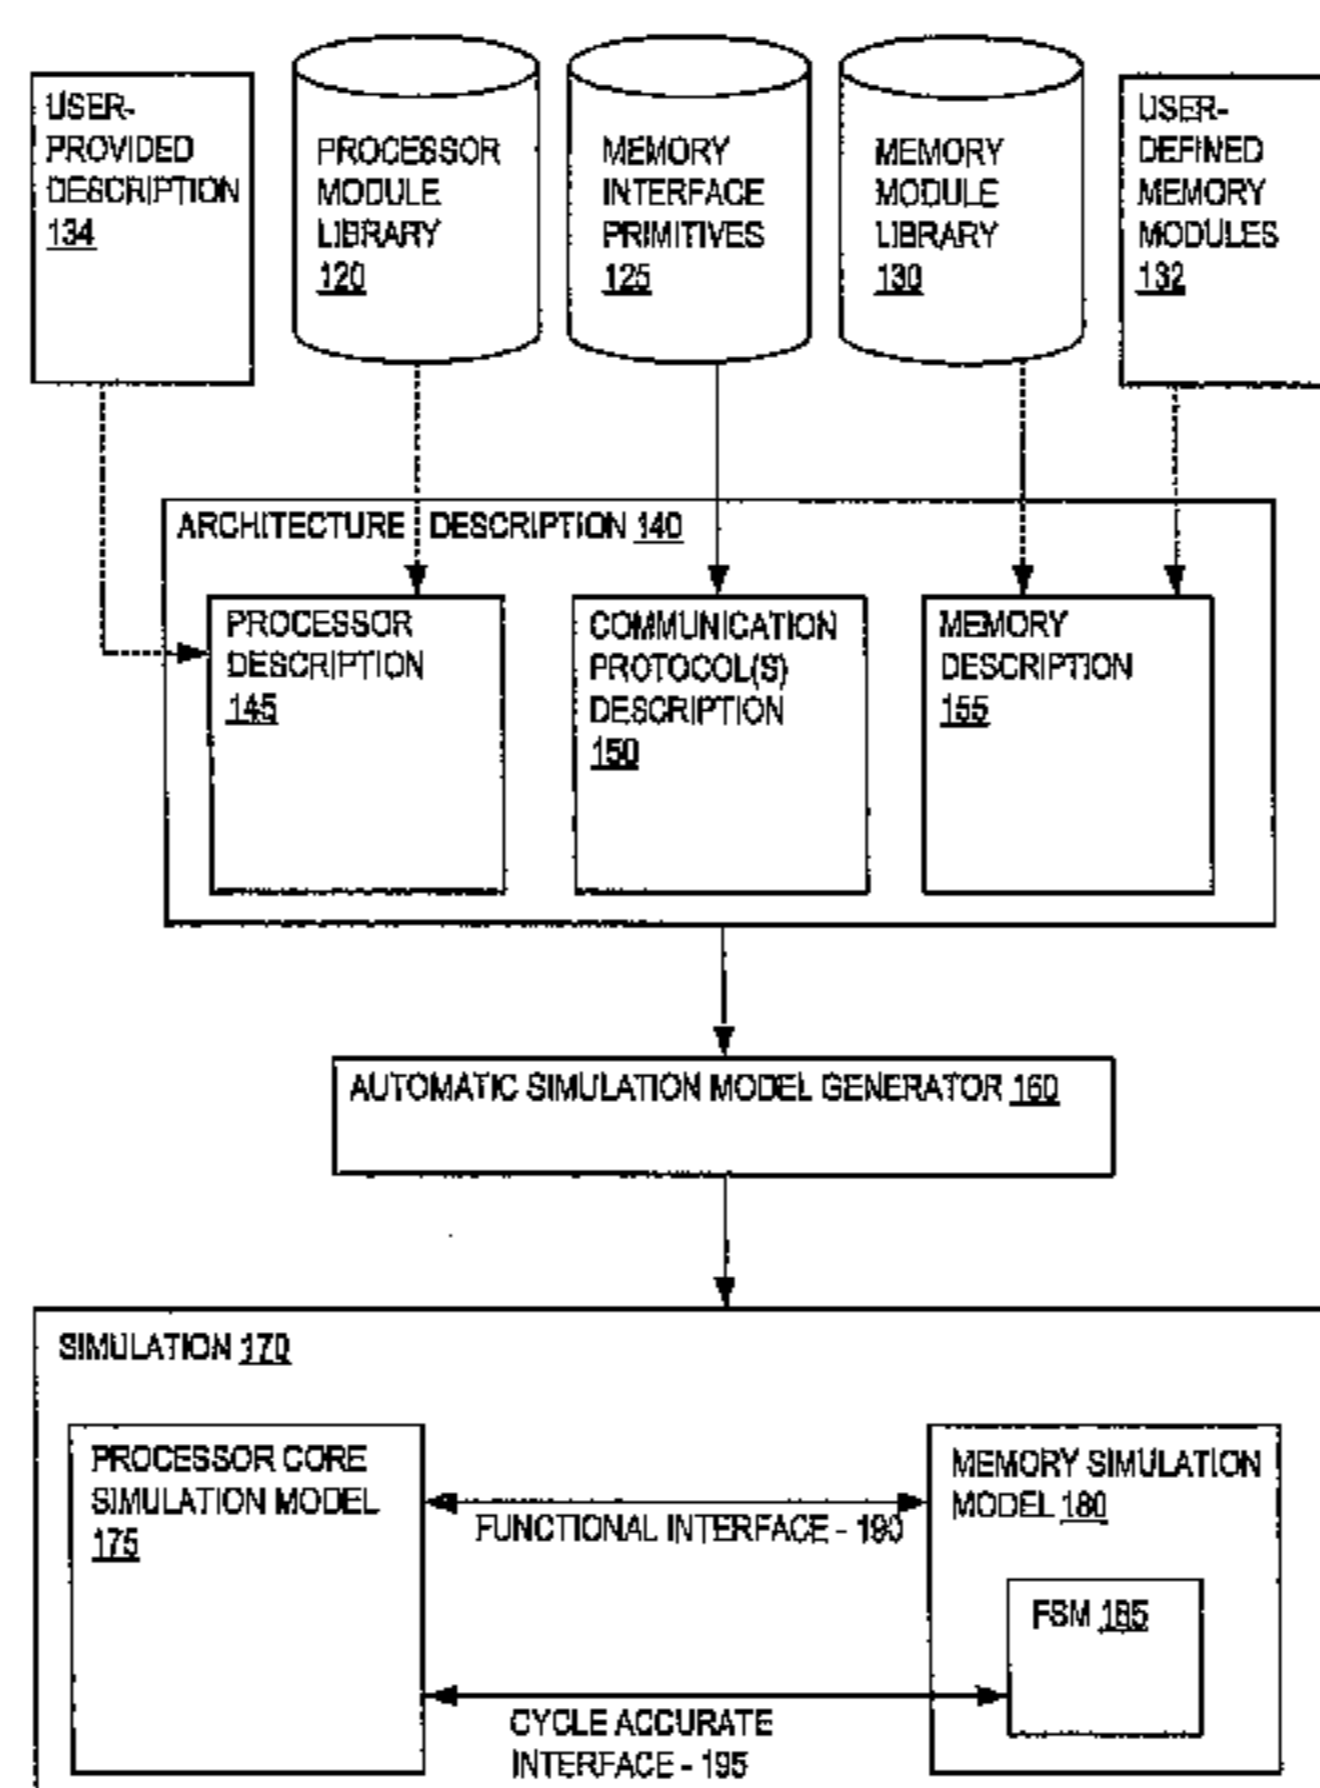 USER-
PROVIDED
DESCRIPTION
134
PROCESSOR
MODULE
LIBRARY
120
MEMORY
INTERFACE
PRIMITIVES
125
MEMORY
MODULE
LIBRARY
130
USER-
DEFINED
MEMORY
MODULES
132
ARCHITECTURE DESCRIPTION 140
PROCESSOR
DESCRIPTION
145
COMMUNICATION
PROTOCOL(S)
DESCRIPTION
150
MEMORY
DESCRIPTION
155
AUTOMATIC SIMULATION MODEL GENERATOR 160
SIMULATION 170
PROCESSOR CORE
SIMULATION MODEL
175
FUNCTIONAL INTERFACE - 190
MEMORY SIMULATION
MODEL 180
FSM 185
CYCLE ACCURATE
INTERFACE - 195